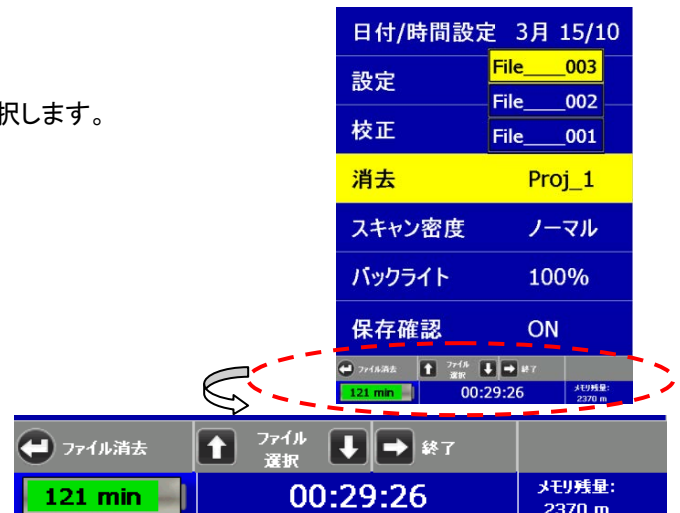 択します。
日付/時間設定 3月 15/10
設定
File____003
File____002
校正
File____001
消去 Proj_1
スキャン密度 ノーマル
バックライト 100%
保存確認 ON
ファイル消去 ファイル選択 終了
121 min 00:29:26 メモリ残量:
2370 m
ファイル消去 ファイル 終了
選択
121 min 00:29:26 メモリ残量:
2370 m